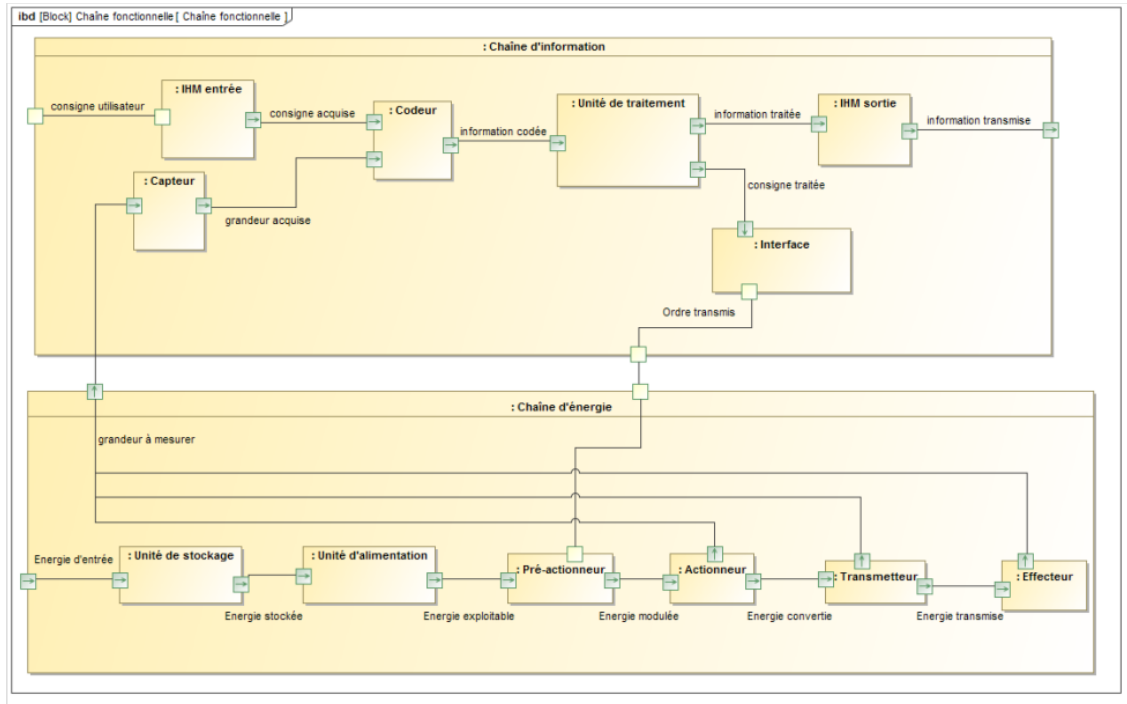 ibd [Block] Chaîne fonctionnelle [ Chaîne fonctionnelle ]
: Chaîne d'information
: IHM entrée
consigne utilisateur
consigne acquise
: Codeur
information codée
: Unité de traitement
information traitée
: IHM sortie
information transmise
: Capteur
grandeur acquise
consigne traitée
: Interface
Ordre transmis
: Chaîne d'énergie
grandeur à mesurer
Energie d'entrée
: Unité de stockage
Energie stockée
: Unité d'alimentation
Energie exploitable
: Pré-actionneur
Energie modulée
: Actionneur
Energie convertie
: Transmetteur
Energie transmise
: Effecteur